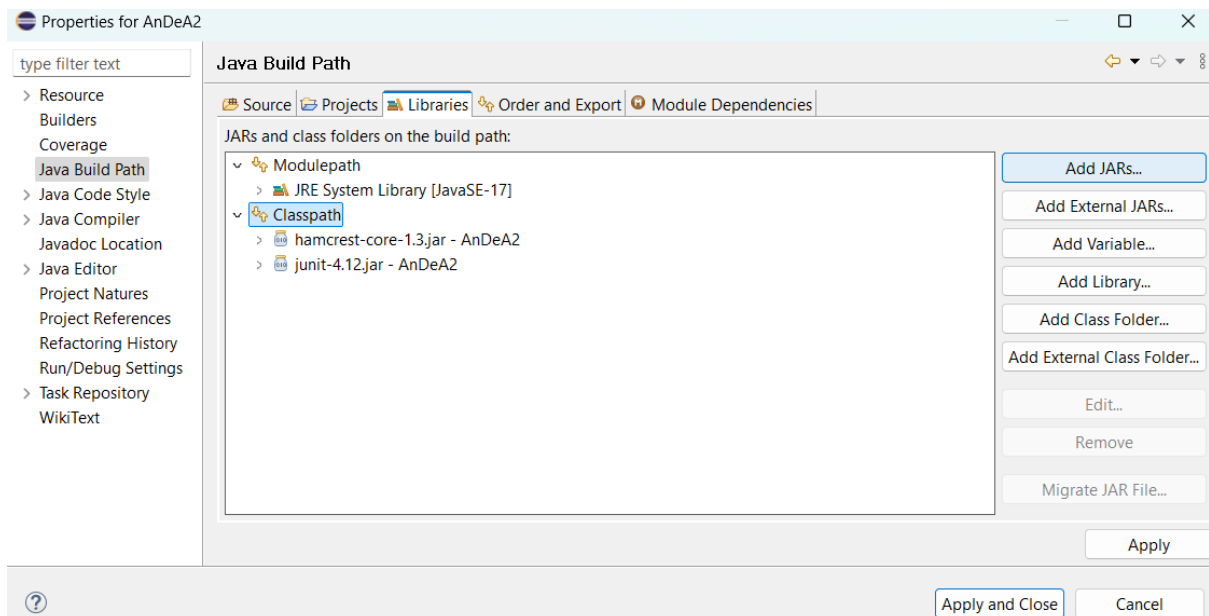 Properties for AnDeA2
type filter text
Resource
Builders
Coverage
Java Build Path
Java Code Style
Java Compiler
Javadoc Location
Java Editor
Project Natures
Project References
Refactoring History
Run/Debug Settings
Task Repository
WikiText
Java Build Path
Source Projects Libraries Order and Export Module Dependencies
JARs and class folders on the build path:
Modulepath
JRE System Library [JavaSE-17]
Classpath
hamcrest-core-1.3.jar - AnDeA2
junit-4.12.jar - AnDeA2
Add JARs...
Add External JARs...
Add Variable...
Add Library...
Add Class Folder...
Add External Class Folder...
Edit...
Remove
Migrate JAR File...
Apply
Apply and Close Cancel